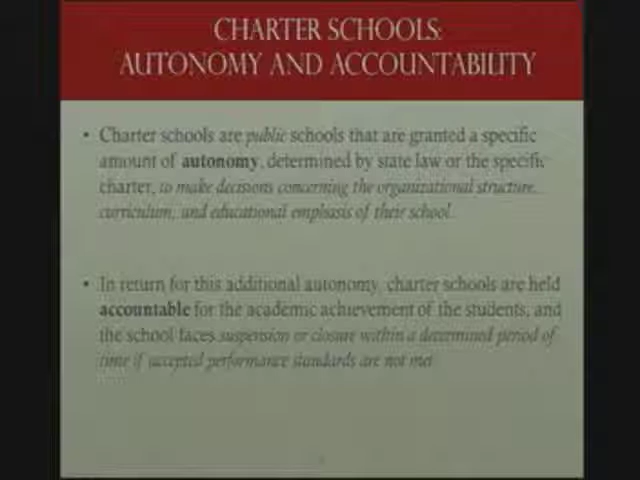 CHARTER SCHOOLS:
AUTONOMY AND ACCOUNTABILITY
• Charter schools are public schools that are granted a specific
amount of autonomy, determined by state law or the specific
charter, to make decisions concerning the organizational structure,
curriculum, and educational emphasis of their school.
• In return for this additional autonomy, charter schools are held
accountable for the academic achievement of the students, and
the school faces suspension or closure within a determined period of
time if accepted performance standards are not met.